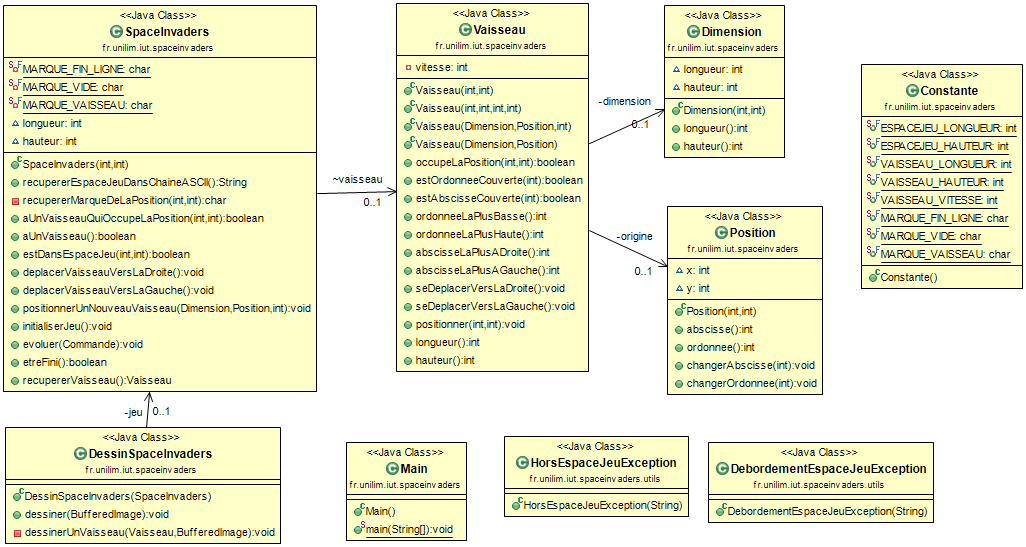 <<Java Class>>
SpaceInvaders
fr.unilim.iut.spaceinvaders
MARQUE_FIN_LIGNE: char
MARQUE_VIDE: char
MARQUE_VAISSEAU: char
longueur: int
hauteur: int
SpaceInvaders(int,int)
recupererEspaceJeuDansChaineASCII():String
recupererMarqueDeLaPosition(int,int):char
aUnVaisseauQuiOccupeLaPosition(int,int):boolean
aUnVaisseau():boolean
estDansEspaceJeu(int,int):boolean
deplacerVaisseauVersLaDroite():void
deplacerVaisseauVersLaGauche():void
positionnerUnNouveauVaisseau(Dimension,Position,int):void
initialiserJeu():void
evoluer(Commande):void
etreFini():boolean
recupererVaisseau():Vaisseau
~vaisseau
0..1
<<Java Class>>
Vaisseau
fr.unilim.iut.spaceinvaders
vitesse: int
Vaisseau(int,int)
Vaisseau(int,int,int,int)
Vaisseau(Dimension,Position,int)
Vaisseau(Dimension,Position)
occupeLaPosition(int,int):boolean
estOrdonneeCouverte(int):boolean
estAbscisseCouverte(int):boolean
ordonneeLaPlusBasse():int
ordonneeLaPlusHaute():int
abscisseLaPlusADroite():int
abscisseLaPlusAGauche():int
seDeplacerVersLaDroite():void
seDeplacerVersLaGauche():void
positionner(int,int):void
longueur():int
hauteur():int
-dimension
0..1
-origine
0..1
<<Java Class>>
Dimension
fr.unilim.iut.spaceinvaders
longueur: int
hauteur: int
Dimension(int,int)
longueur():int
hauteur():int
<<Java Class>>
Position
fr.unilim.iut.spaceinvaders
x: int
y: int
Position(int,int)
abscisse():int
ordonnee():int
changerAbscisse(int):void
changerOrdonnee(int):void
<<Java Class>>
Constante
fr.unilim.iut.spaceinvaders
ESPACEJEU_LONGUEUR: int
ESPACEJEU_HAUTEUR: int
VAISSEAU_LONGUEUR: int
VAISSEAU_HAUTEUR: int
VAISSEAU_VITESSE: int
MARQUE_FIN_LIGNE: char
MARQUE_VIDE: char
MARQUE_VAISSEAU: char
Constante()
-jeu
0..1
<<Java Class>>
DessinSpaceInvaders
fr.unilim.iut.spaceinvaders
DessinSpaceInvaders(SpaceInvaders)
dessiner(BufferedImage):void
dessinerUnVaisseau(Vaisseau,BufferedImage):void
<<Java Class>>
Main
fr.unilim.iut.spaceinvaders
Main()
main(String[]):void
<<Java Class>>
HorsEspaceJeuException
fr.unilim.iut.spaceinvaders.utils
HorsEspaceJeuException(String)
<<Java Class>>
DebordementEspaceJeuException
fr.unilim.iut.spaceinvaders.utils
DebordementEspaceJeuException(String)